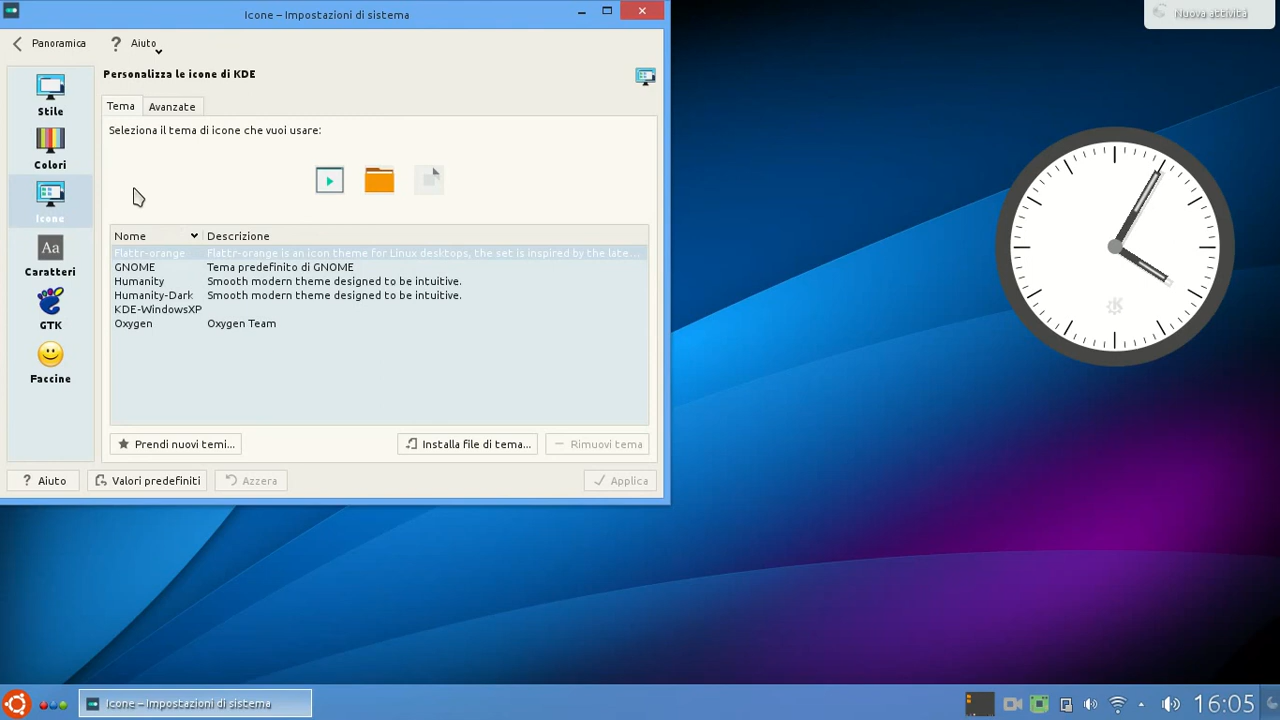 Icone – Impostazioni di sistema
Nuova attività
Panoramica
Aiuto
Personalizza le icone di KDE
Stile
Colori
Icone
Aa
Caratteri
GTK
Faccine
Tema
Avanzate
Seleziona il tema di icone che vuoi usare:
Nome Descrizione
Flattr-orange Flattr-orange is an icon theme for Linux desktops, the set is inspired by the late...
GNOME Tema predefinito di GNOME
Humanity Smooth modern theme designed to be intuitive.
Humanity-Dark Smooth modern theme designed to be intuitive.
KDE-WindowsXP
Oxygen Oxygen Team
Prendi nuovi temi...
Installa file di tema...
Rimuovi tema
Aiuto
Valori predefiniti
Azzera
Applica
Icone – Impostazioni di sistema
16:05